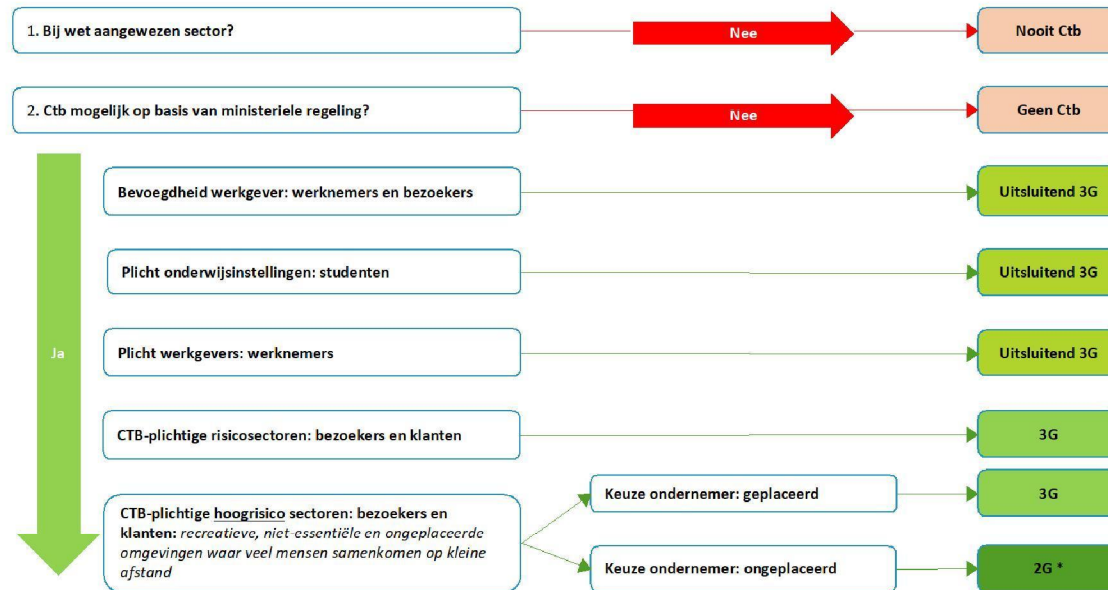 1. Bij wet aangewezen sector?
Nee
Nooit Ctb
2. Ctb mogelijk op basis van ministeriele regeling?
Nee
Geen Ctb
Ja
Bevoegdheid werkgever: werknemers en bezoekers
Uitsluitend 3G
Plicht onderwijsinstellingen: studenten
Uitsluitend 3G
Plicht werkgevers: werknemers
Uitsluitend 3G
CTB-plichtige risicosectoren: bezoekers en klanten
3G
CTB-plichtige hoogrisico sectoren: bezoekers en
klanten: recreatieve, niet-essentiële en ongeplaceerde
omgevingen waar veel mensen samenkomen op kleine
afstand
Keuze ondernemer: geplaceerd
3G
Keuze ondernemer: ongeplaceerd
2G *